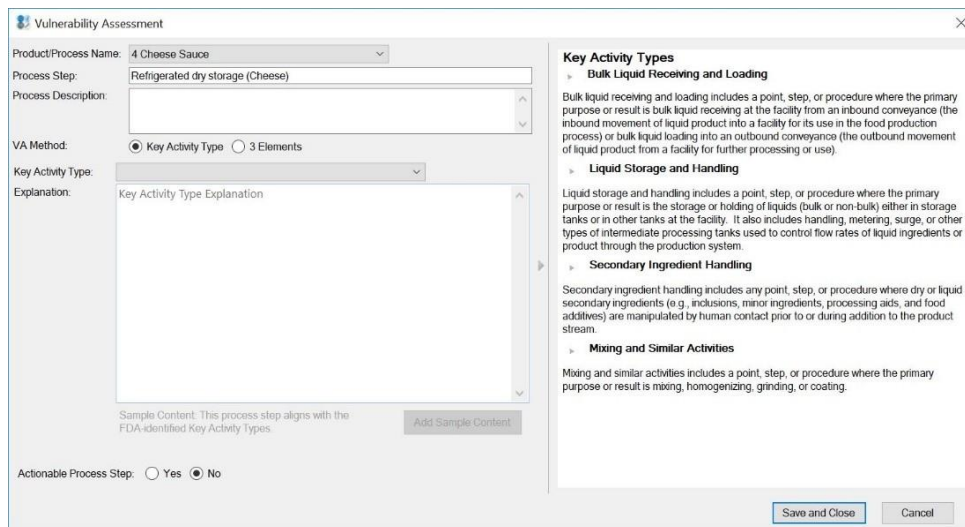 Vulnerability Assessment
Product/Process Name: 4 Cheese Sauce
Process Step: Refrigerated dry storage (Cheese)
Process Description:
VA Method: Key Activity Type 3 Elements
Key Activity Type:
Explanation: Key Activity Type Explanation
Sample Content: This process step aligns with the
FDA-identified Key Activity Types
Add Sample Content
Actionable Process Step: Yes No
Key Activity Types
Bulk Liquid Receiving and Loading
Bulk liquid receiving and loading includes a point, step, or procedure where the primary
purpose or result is bulk liquid receiving at the facility from an inbound conveyance (the
inbound movement of liquid product into a facility for its use in the food production
process) or bulk liquid loading into an outbound conveyance (the outbound movement
of liquid product from a facility for further processing or use).
Liquid Storage and Handling
Liquid storage and handling includes a point, step, or procedure where the primary
purpose or result is the storage or holding of liquids (bulk or non-bulk) either in storage
tanks or in other tanks at the facility. It also includes handling, metering, surge, or other
types of intermediate processing tanks used to control flow rates of liquid ingredients or
product through the production system.
Secondary Ingredient Handling
Secondary ingredient handling includes any point, step, or procedure where dry or liquid
secondary ingredients (e.g., inclusions, minor ingredients, processing aids, and food
additives) are manipulated by human contact prior to or during addition to the product
stream.
Mixing and Similar Activities
Mixing and similar activities includes a point, step, or procedure where the primary
purpose or result is mixing, homogenizing, grinding, or coating.
Save and Close
Cancel